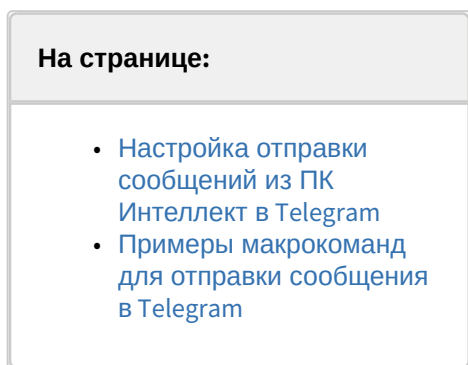 На странице:
• Настройка отправки
сообщений из ПК
Интеллект в Telegram
• Примеры макрокоманд
для отправки сообщения
в Telegram